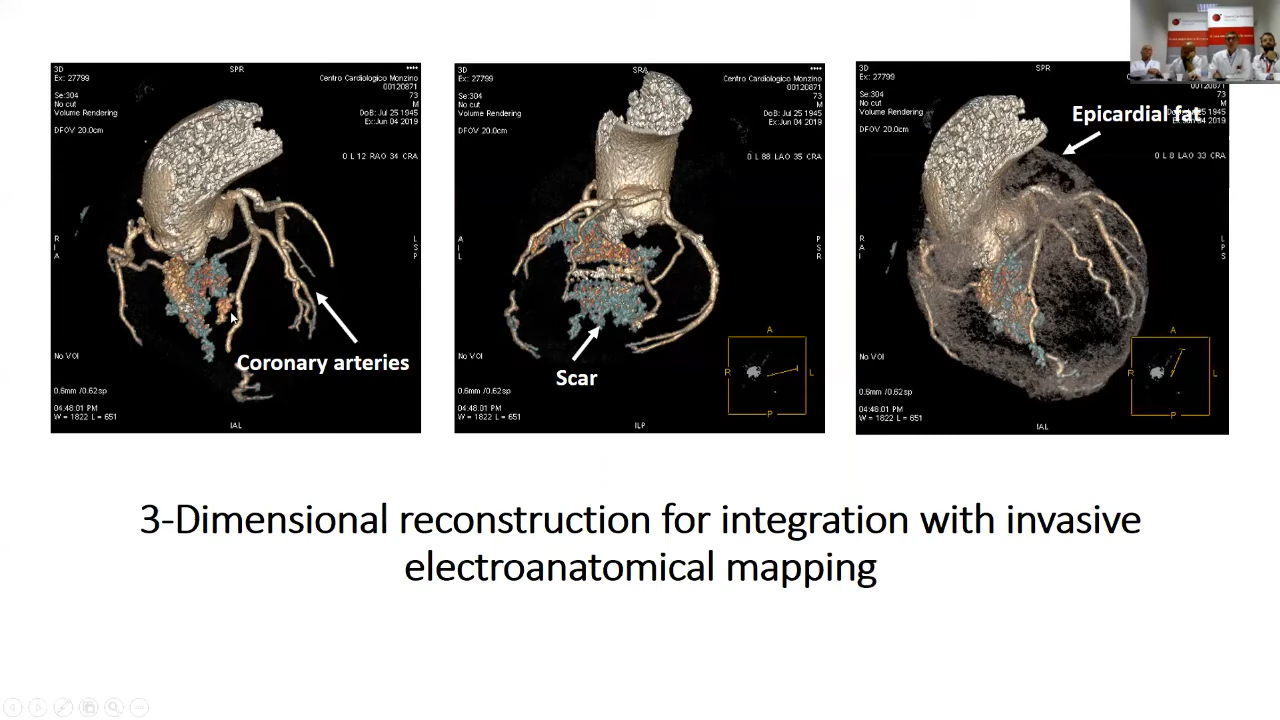 3D
SPR
Ex: 27799
Centro Cardiologico Monzino
00120871
Se:304
73
No cut
M
Volume Rendering
DoB: Jul 25 1945
Ex:Jun 04 2019
DFOV 20.0cm
0 L 12 RAO 34 CRA
R
I
A
L
S
P
Coronary arteries
No VOI
0.6mm /0.62sp
04:48:01 PM
W = 1822 L = 651
IAL
3D
SRA
Ex: 27799
Centro Cardiologico Monzino
00120871
Se:304
73
No cut
M
Volume Rendering
DoB: Jul 25 1945
Ex:Jun 04 2019
DFOV 20.0cm
0 L 88 LAO 35 CRA
A
I
L
P
S
R
Scar
No VOI
0.6mm /0.62sp
04:48:01 PM
W = 1822 L = 651
ILP
A
R
L
P
3D
SPR
Ex: 27799
Centro Cardiologico
00120871
Se:304
No cut
M
Volume Rendering
Epicardial fat
Jul 25 1945
Ex:Jun 04 2019
DFOV 20.0cm
0 L 8 LAO 33 CRA
R
A
I
L
P
S
No VOI
0.6mm /0.62sp
04:48:01 PM
W = 1822 L = 651
IAL
A
R
L
P
3-Dimensional reconstruction for integration with invasive
electroanatomical mapping